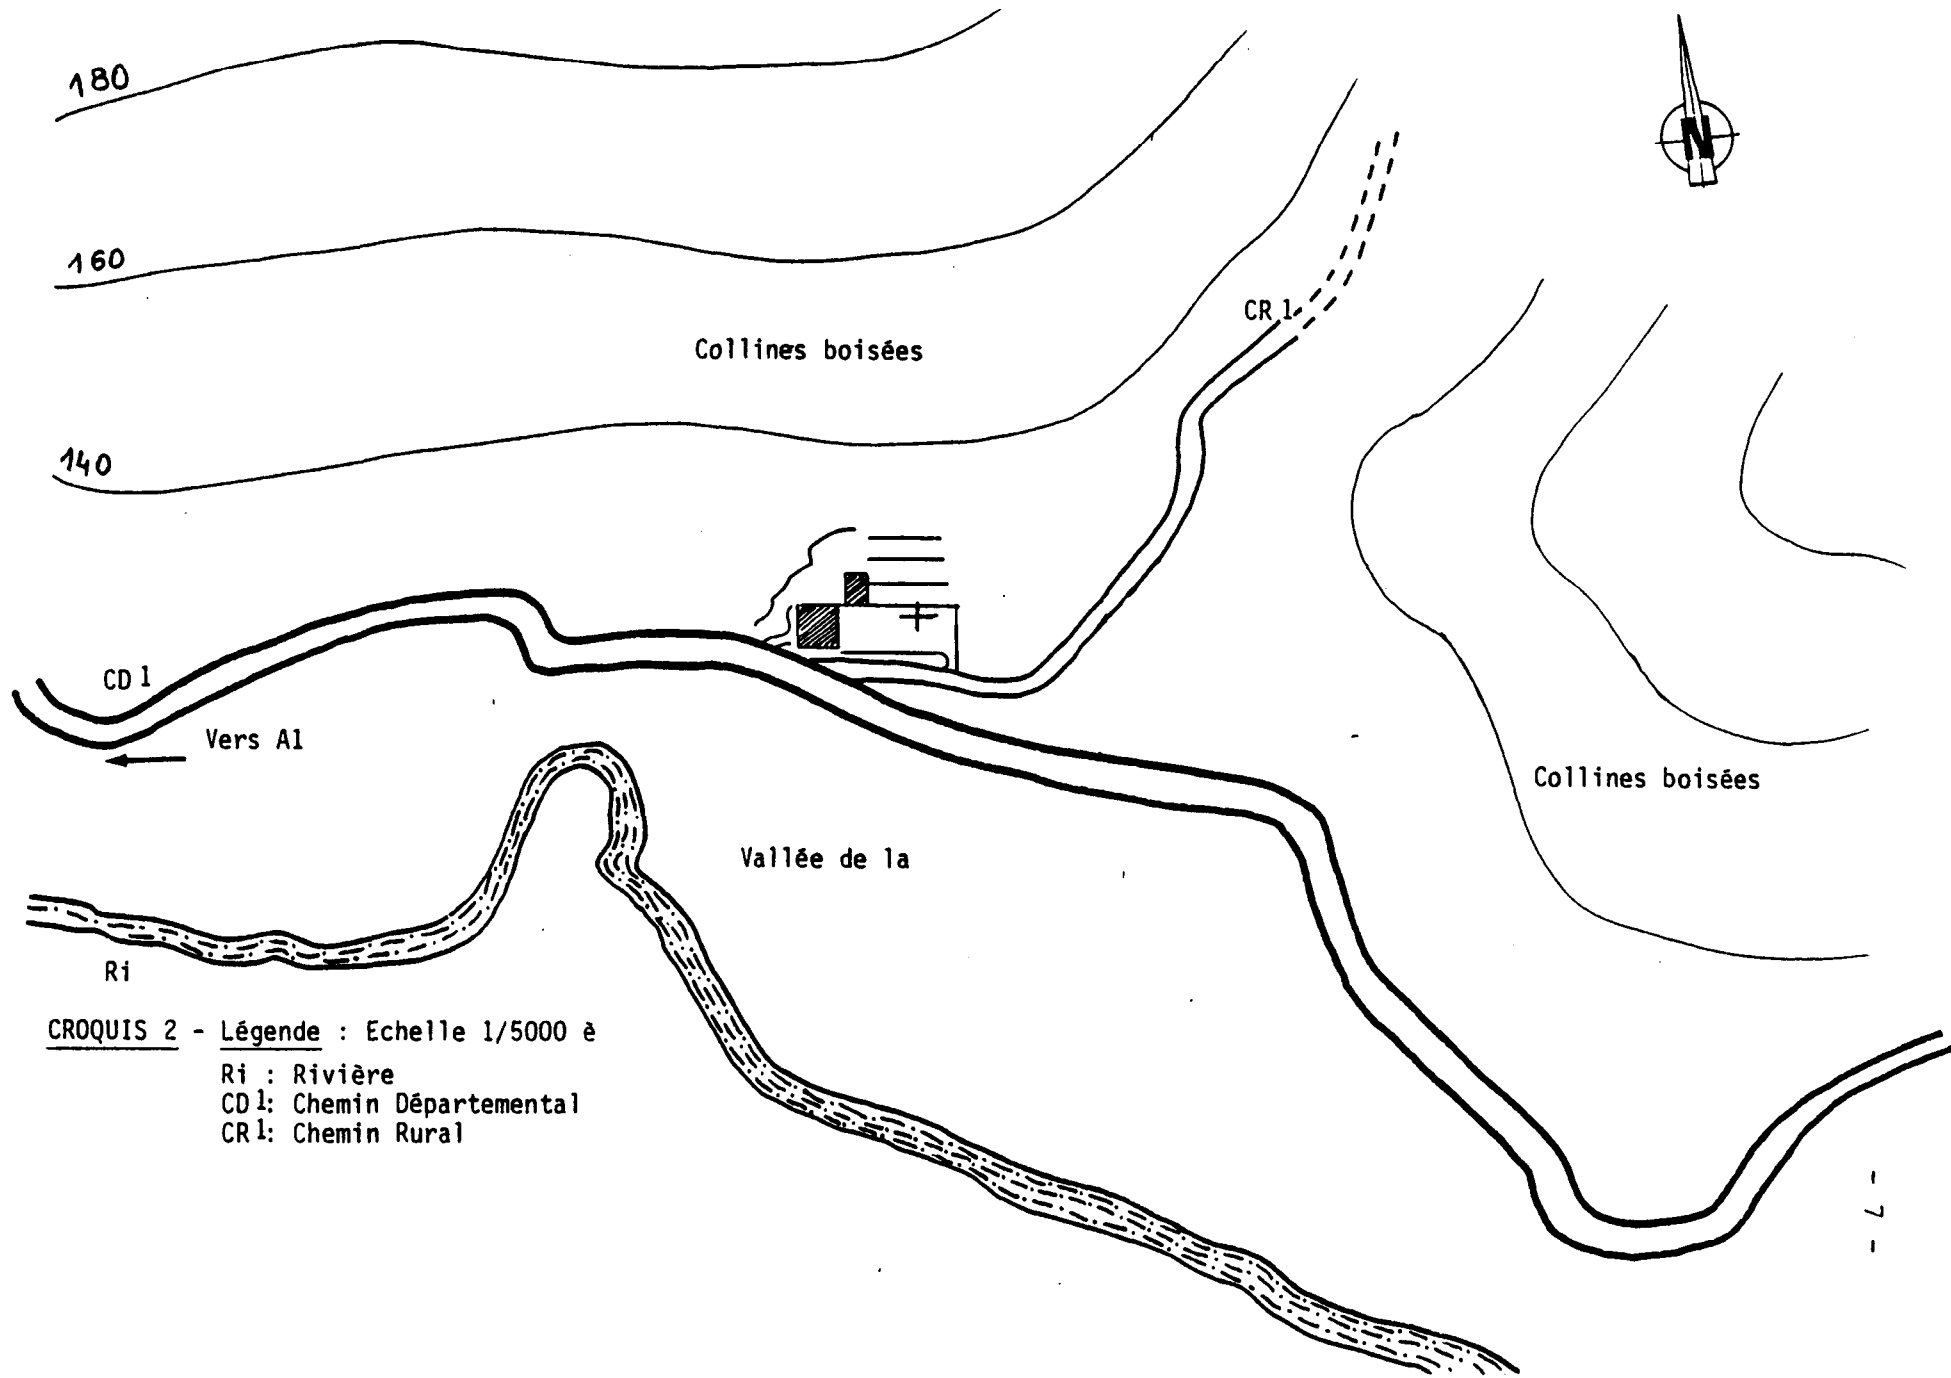 180
N
160
CR 1
Collines boisées
140
CD 1
Vers A1
Collines boisées
Vallée de la
Ri
CROQUIS 2 - Légende : Echelle 1/5000 è
Ri : Rivière
CD 1: Chemin Départemental
CR 1: Chemin Rural
- 7 -